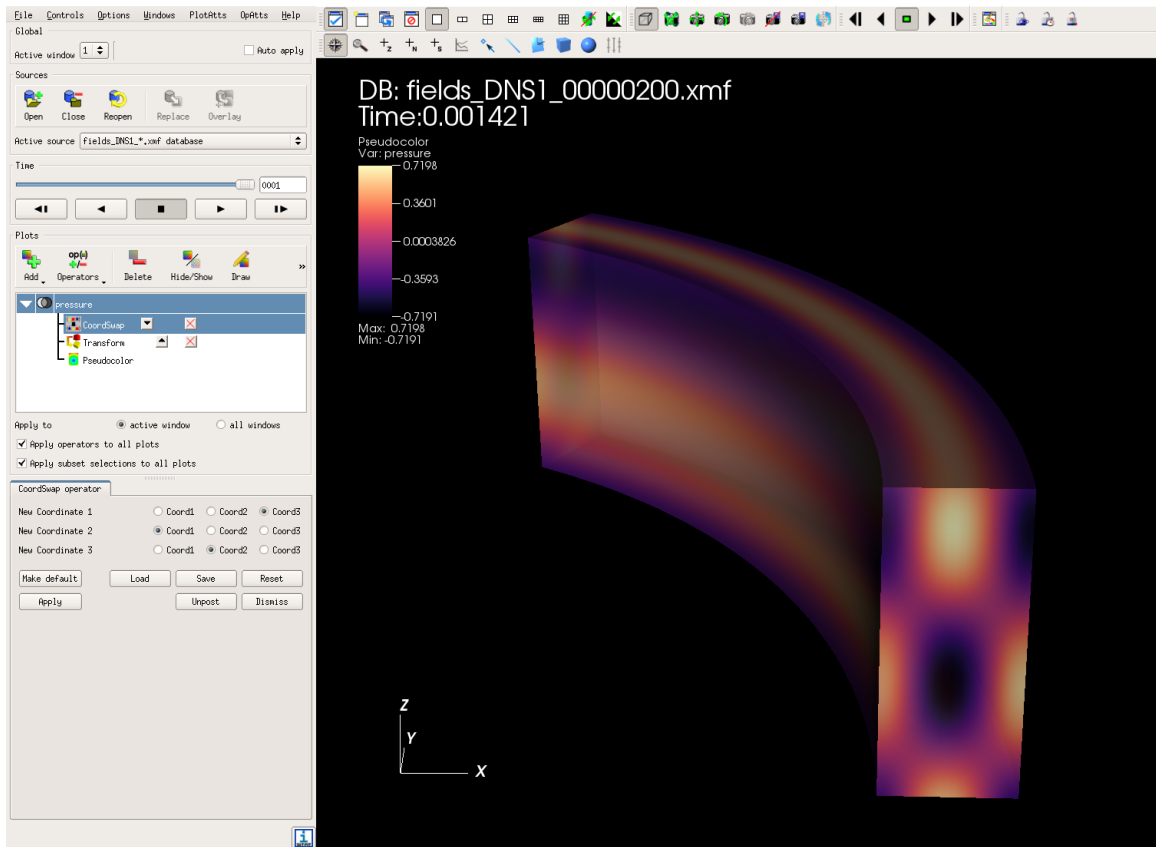 File Controls Options Windows PlotAtts OpAtts Help
Global
Active window 1
Auto apply
Sources
Open Close Reopen Replace Overlay
Active source fields_DNS1_*.xmf database
Time
0001
Plots
Add Operators Delete Hide/Show Draw »
pressure
CoordSwap
Transform
Pseudocolor
Apply to active window all windows
Apply operators to all plots
Apply subset selections to all plots
CoordSwap operator
New Coordinate 1 Coord1 Coord2 Coord3
New Coordinate 2 Coord1 Coord2 Coord3
New Coordinate 3 Coord1 Coord2 Coord3
Make default Load Save Reset
Apply Unpost Dismiss
DB: fields_DNS1_00000200.xmf
Time:0.001421
Pseudocolor
Var: pressure
0.7198
0.3601
0.0003826
-0.3593
-0.7191
Max: 0.7198
Min: -0.7191
Z
Y
X